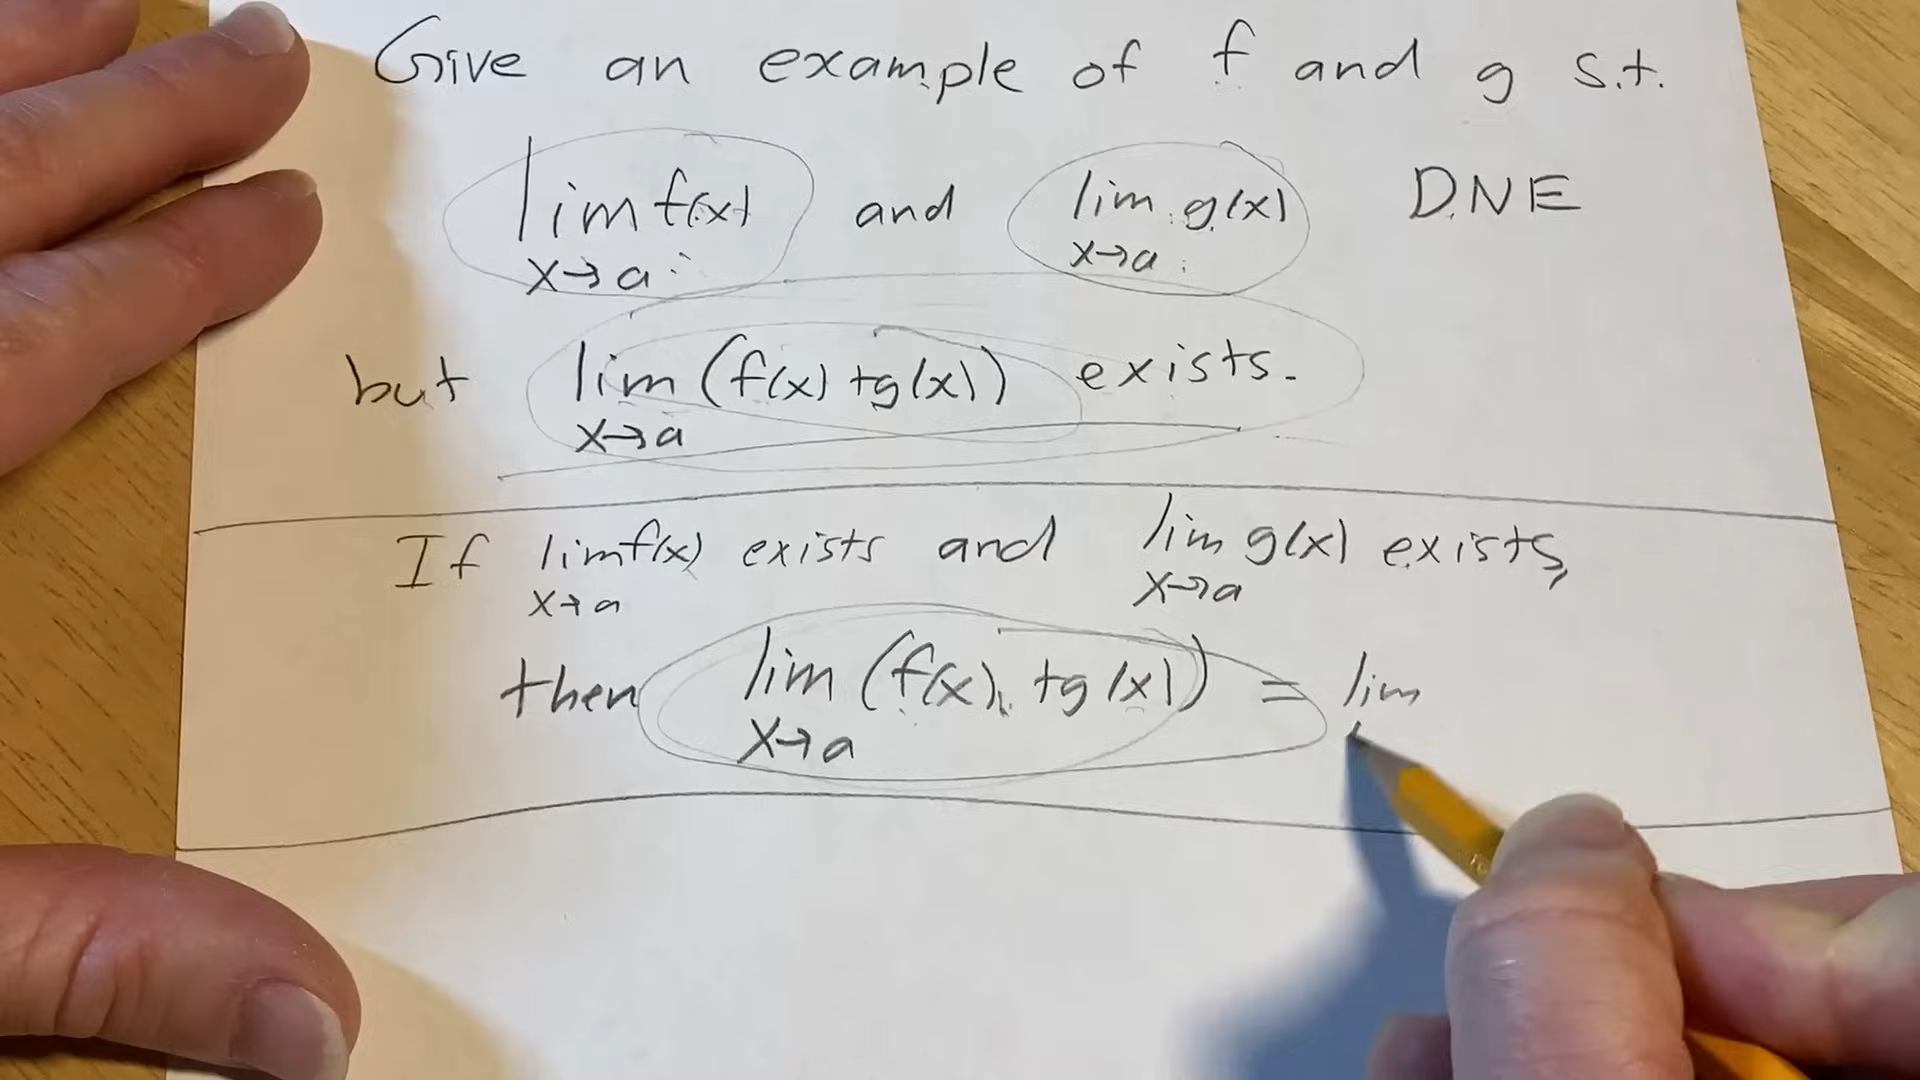 Give an example of f and g s.t.
lim f(x) and lim g(x) DNE
x→a x→a
but lim (f(x) +g(x)) exists.
x→a
If lim f(x) exists and lim g(x) exists,
x→a x→a
then lim (f(x) +g(x)) = lim
x→a